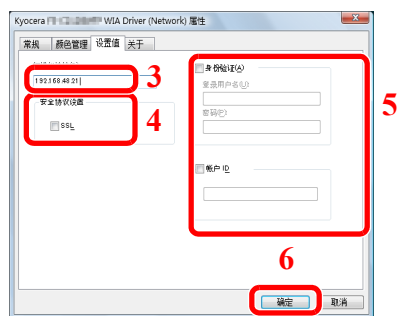 Kyocera WIA Driver (Network) 属性
常规 颜色管理 设置值 关于
192.168.48.21
3
安全协议设置
SSL
4
身份验证(A)
登录用户名(U):
密码(P):
帐户 ID
5
6
确定 取消